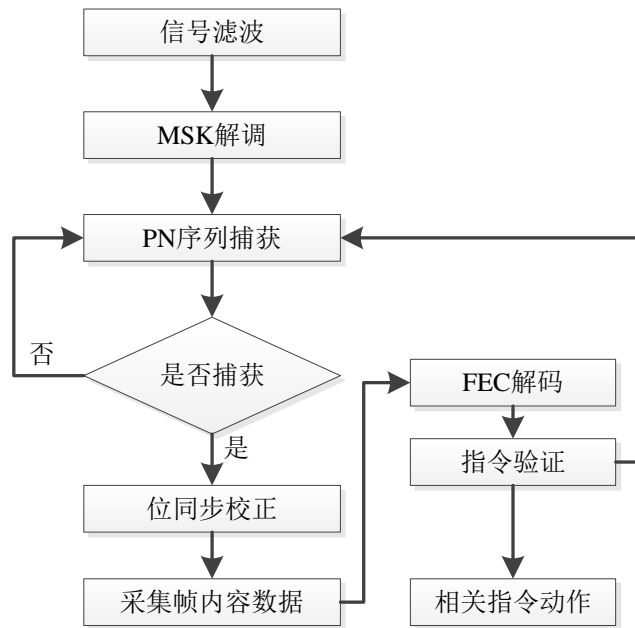 信号滤波
MSK解调
PN序列捕获
否
是否捕获
是
位同步校正
采集帧内容数据
FEC解码
指令验证
相关指令动作